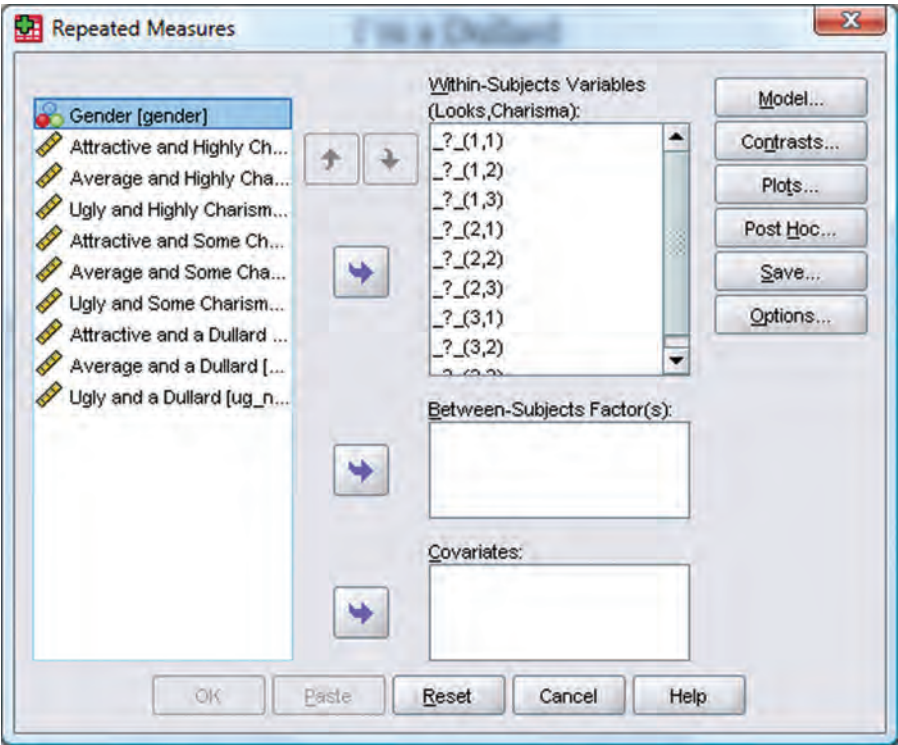 Repeated Measures
I'm a Dullard
Gender [gender]
Attractive and Highly Ch...
Average and Highly Cha...
Ugly and Highly Charism...
Attractive and Some Ch...
Average and Some Cha...
Ugly and Some Charism...
Attractive and a Dullard ...
Average and a Dullard [...
Ugly and a Dullard [ug_n...
Within-Subjects Variables
(Looks,Charisma):
_?_(1,1)
_?_(1,2)
_?_(1,3)
_?_(2,1)
_?_(2,2)
_?_(2,3)
_?_(3,1)
_?_(3,2)
Between-Subjects Factor(s):
Covariates:
Model...
Contrasts...
Plots...
Post Hoc...
Save...
Options...
OK
Paste
Reset
Cancel
Help